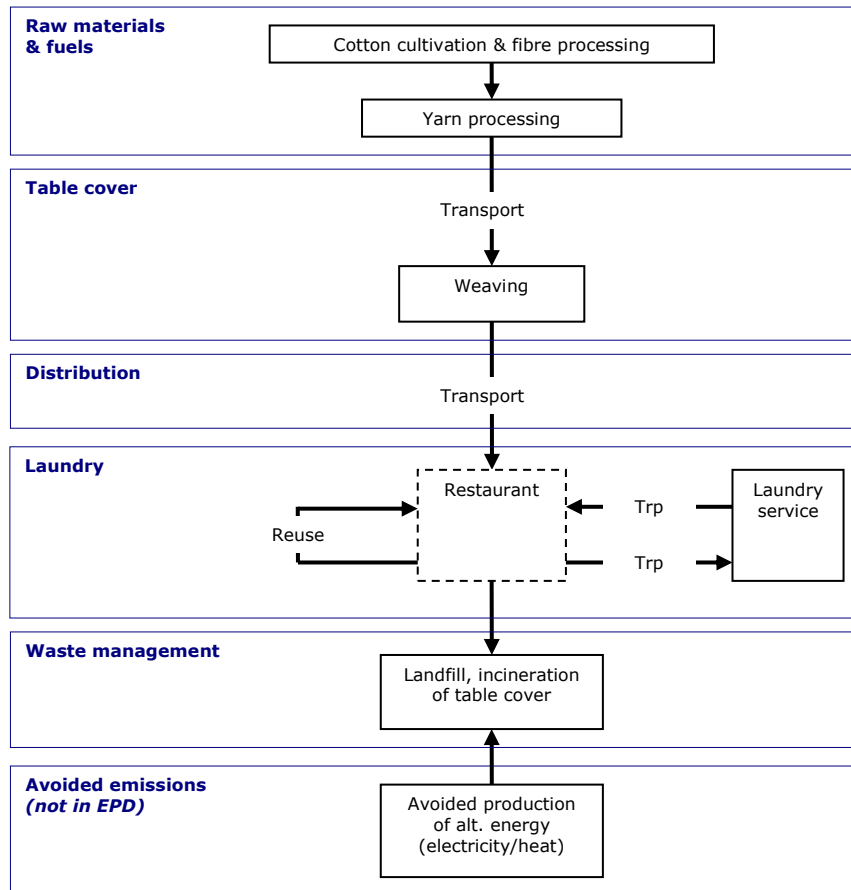 Raw materials
& fuels
Cotton cultivation & fibre processing
Yarn processing
Table cover
Transport
Weaving
Distribution
Transport
Laundry
Restaurant
Trp
Laundry
service
Reuse
Trp
Waste management
Landfill, incineration
of table cover
Avoided emissions
(not in EPD)
Avoided production
of alt. energy
(electricity/heat)